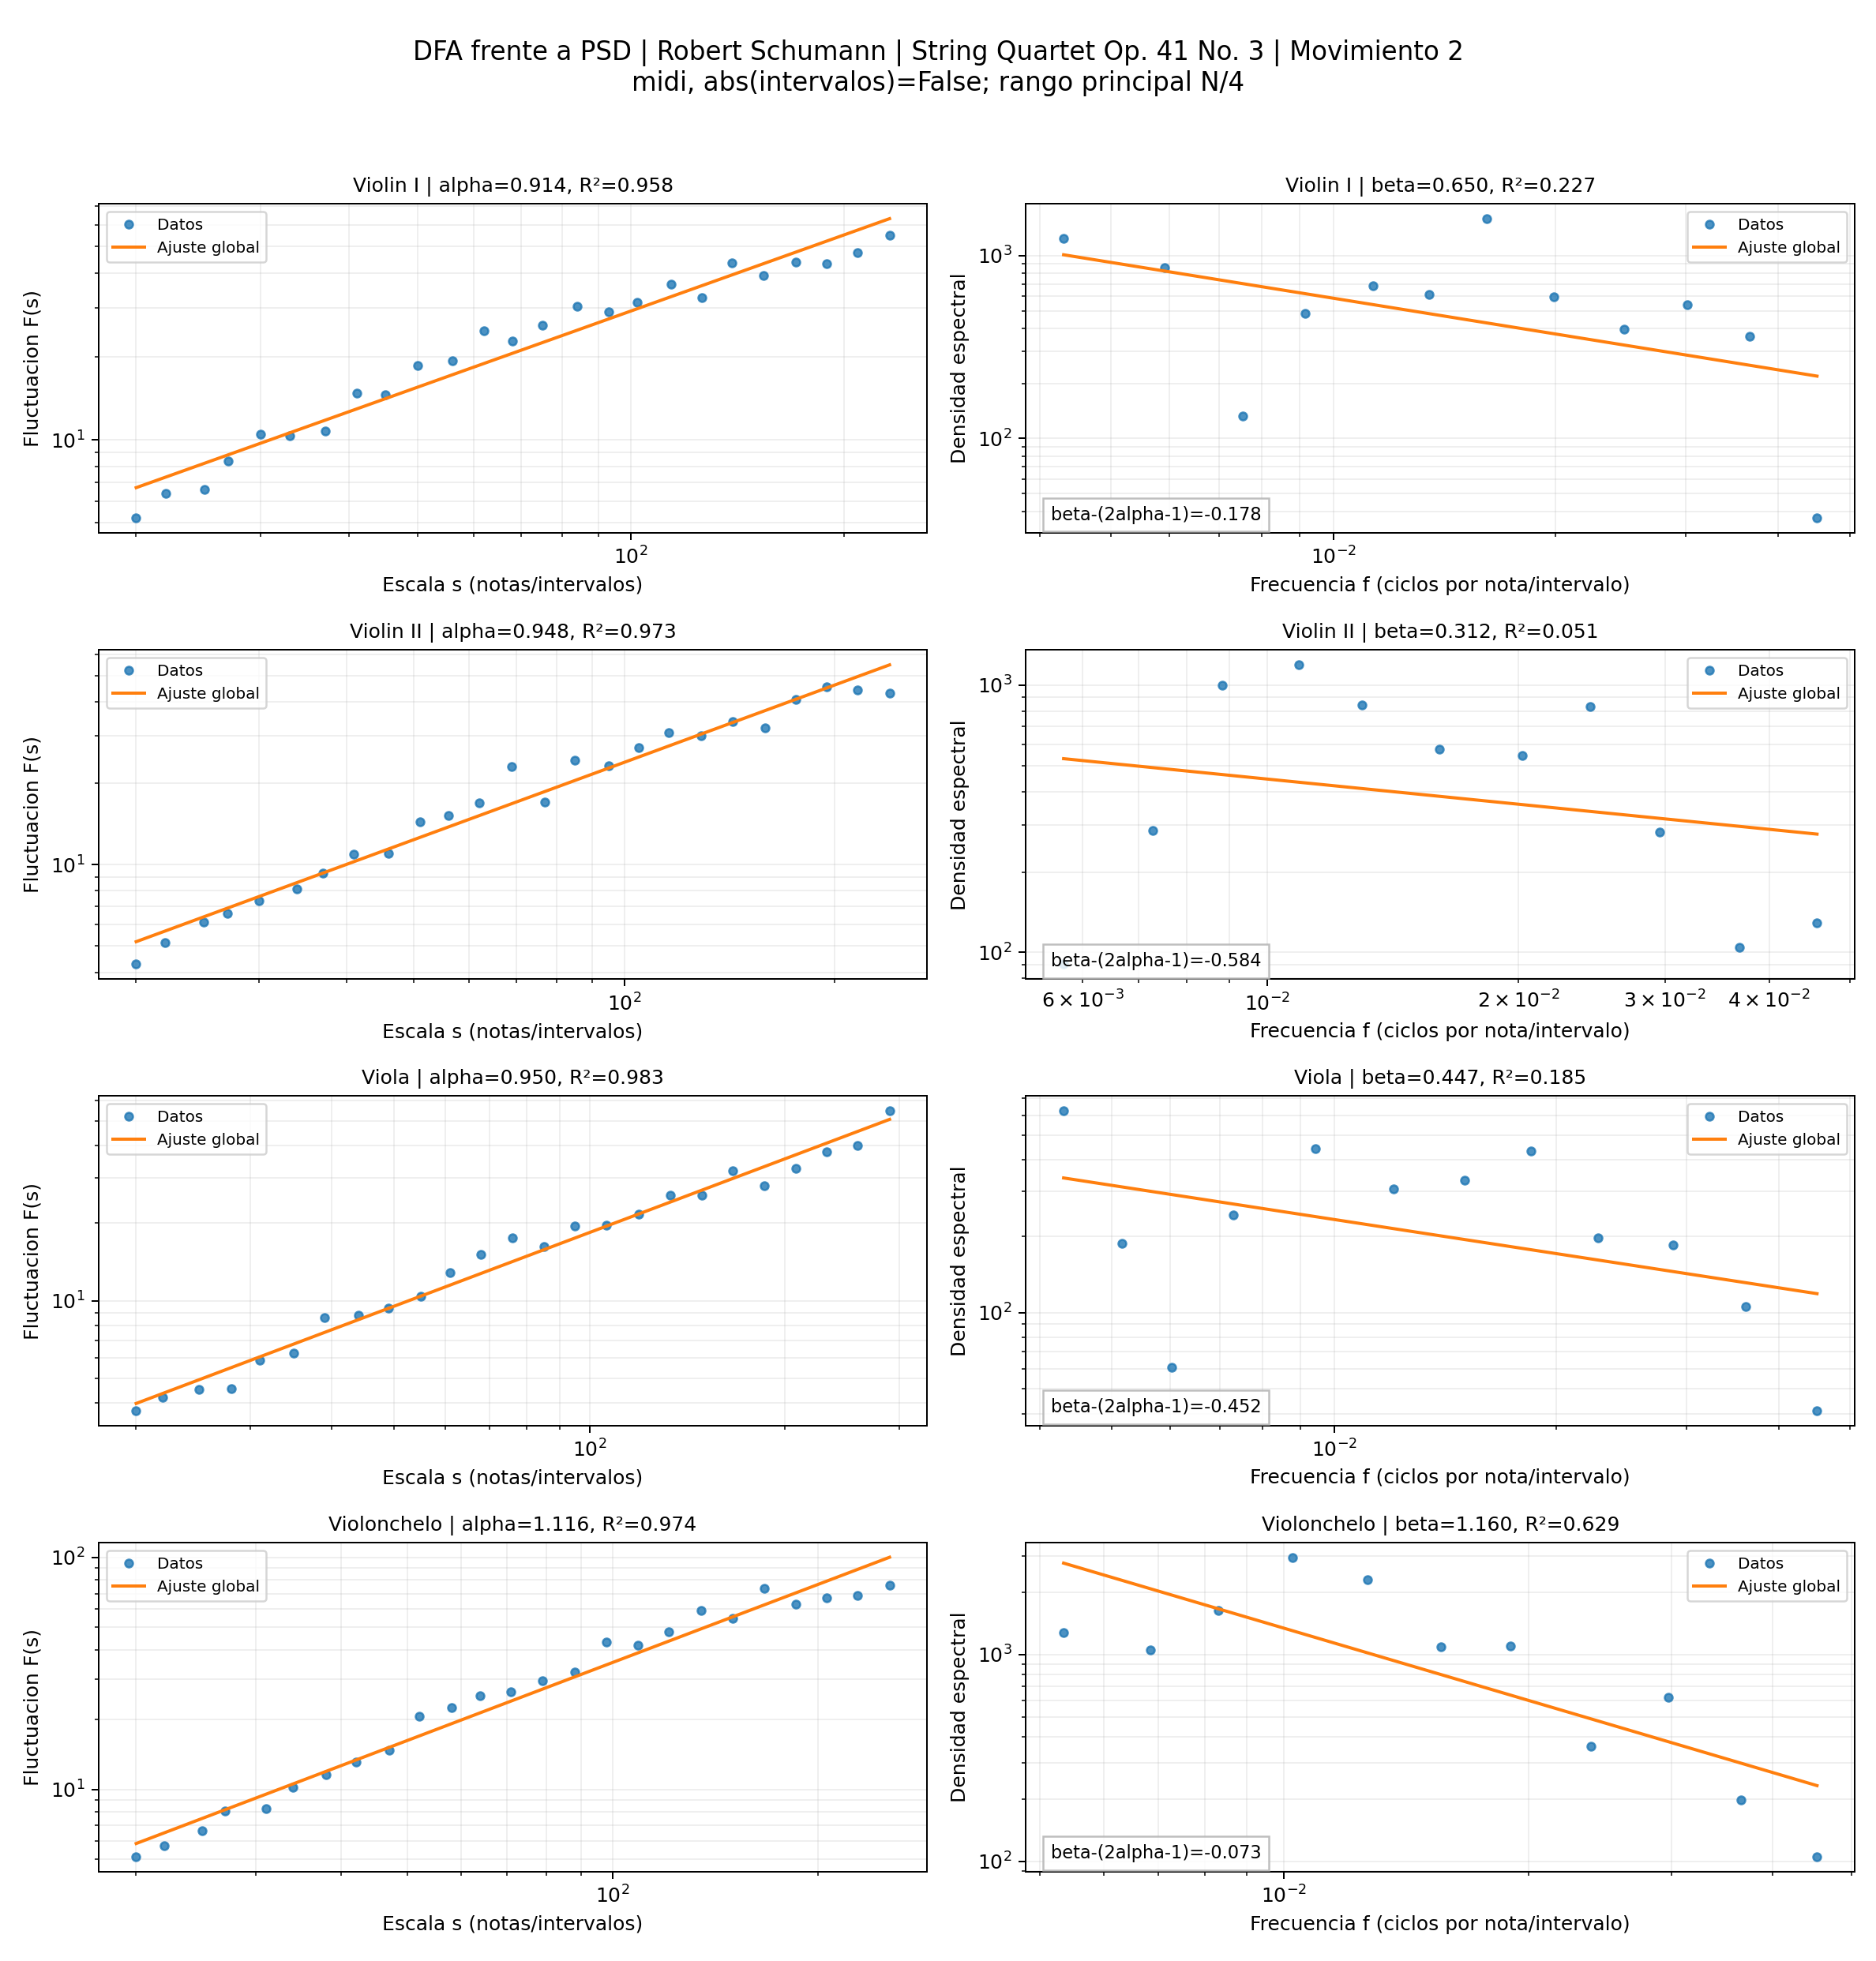 DFA frente a PSD | Robert Schumann | String Quartet Op. 41 No. 3 | Movimiento 2
midi, abs(intervalos)=False; rango principal N/4
Violin I | alpha=0.914, R²=0.958
Datos
Ajuste global
Fluctuacion F(s)
10¹
10²
Escala s (notas/intervalos)
Violin I | beta=0.650, R²=0.227
Datos
Ajuste global
Densidad espectral
10³
10²
beta-(2alpha-1)=-0.178
10⁻²
Frecuencia f (ciclos por nota/intervalo)
Violin II | alpha=0.948, R²=0.973
Datos
Ajuste global
Fluctuacion F(s)
10¹
10²
Escala s (notas/intervalos)
Violin II | beta=0.312, R²=0.051
Datos
Ajuste global
Densidad espectral
10³
10²
beta-(2alpha-1)=-0.584
6 × 10⁻³
10⁻²
2 × 10⁻²
3 × 10⁻²
4 × 10⁻²
Frecuencia f (ciclos por nota/intervalo)
Viola | alpha=0.950, R²=0.983
Datos
Ajuste global
Fluctuacion F(s)
10¹
10²
Escala s (notas/intervalos)
Viola | beta=0.447, R²=0.185
Datos
Ajuste global
Densidad espectral
10²
beta-(2alpha-1)=-0.452
10⁻²
Frecuencia f (ciclos por nota/intervalo)
Violonchelo | alpha=1.116, R²=0.974
Datos
Ajuste global
Fluctuacion F(s)
10²
10¹
10²
Escala s (notas/intervalos)
Violonchelo | beta=1.160, R²=0.629
Datos
Ajuste global
Densidad espectral
10³
10²
beta-(2alpha-1)=-0.073
10⁻²
Frecuencia f (ciclos por nota/intervalo)